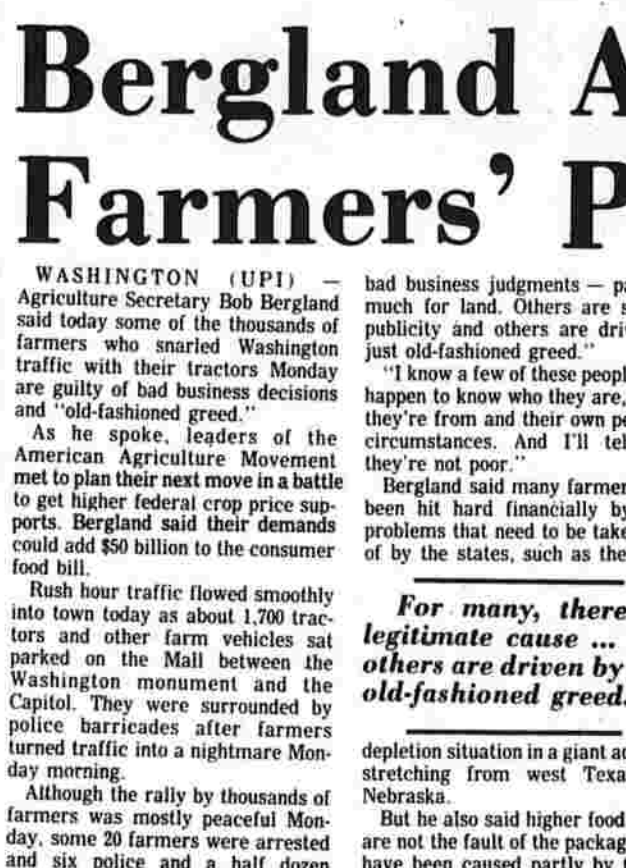 Bergland A
Farmers' P
WASHINGTON (UPI) —
Agriculture Secretary Bob Bergland
said today some of the thousands of
farmers who snarled Washington
traffic with their tractors Monday
are guilty of bad business decisions
and "old-fashioned greed."
As he spoke, leaders of the
American Agriculture Movement
met to plan their next move in a battle
to get higher federal crop price sup-
ports. Bergland said their demands
could add $50 billion to the consumer
food bill.
Rush hour traffic flowed smoothly
into town today as about 1,700 trac-
tors and other farm vehicles sat
parked on the Mall between the
Washington monument and the
Capitol. They were surrounded by
police barricades after farmers
turned traffic into a nightmare Mon-
day morning.
Although the rally by thousands of
farmers was mostly peaceful Mon-
day, some 20 farmers were arrested
and six police and a half dozen
bad business judgments — pa
much for land. Others are s
publicity and others are dri
just old-fashioned greed."
"I know a few of these peopl
happen to know who they are,
they're from and their own pe
circumstances. And I'll tel
they're not poor."
Bergland said many farmer
been hit hard financially by
problems that need to be take
of by the states, such as the
For many, there
legitimate cause ...
others are driven by
old-fashioned greed.
depletion situation in a giant aq
stretching from west Texa
Nebraska.
But he also said higher food
are not the fault of the packag
have been caused partly by